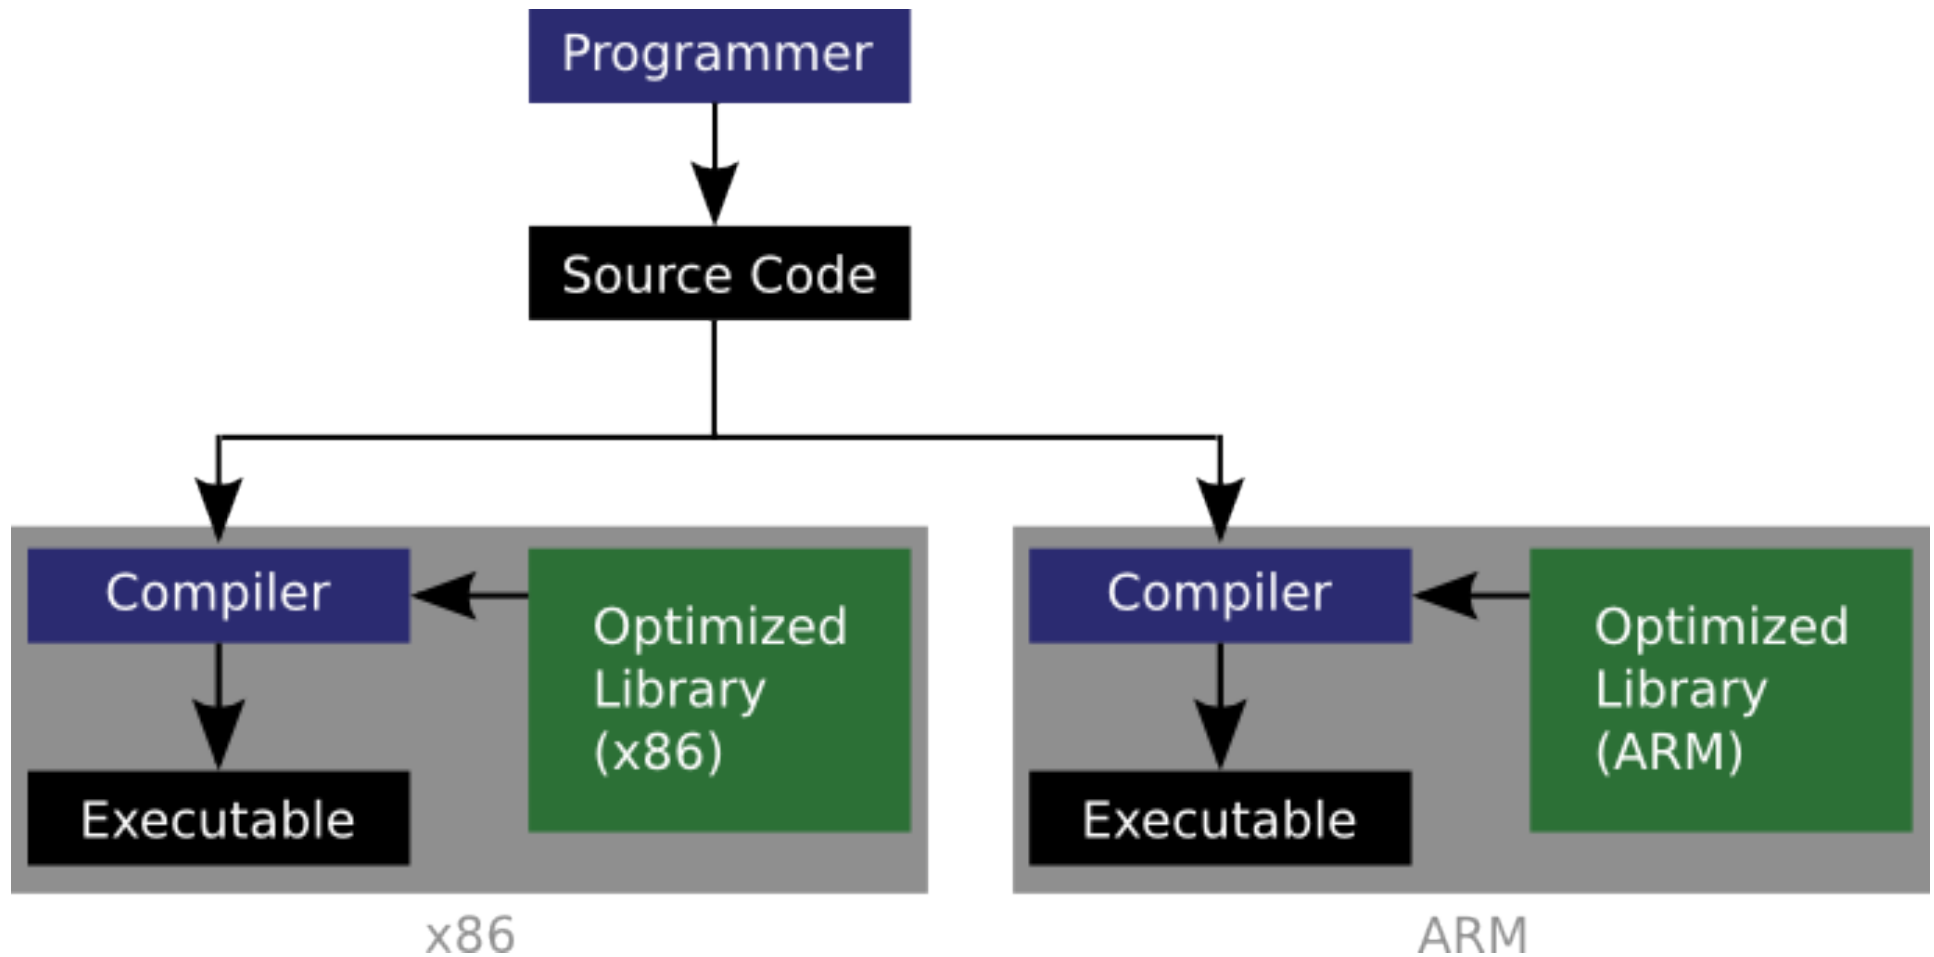 Programmer
Source Code
Compiler
Optimized
Library
(x86)
Executable
x86
Compiler
Optimized
Library
(ARM)
Executable
ARM